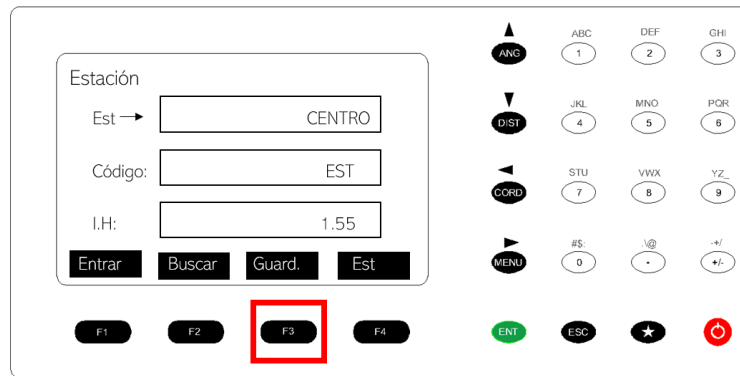 Estación
Est
CENTRO
Código:
EST
I.H:
1.55
Entrar Buscar Guard. Est
F1 F2 F3 F4
ABC DEF GHI
ANG 1 2 3
JKL MNO PQR
DIST 4 5 6
STU VWX YZ_
CORD 7 8 9
#$: .\@ -+/
MENU 0 - +/-
ENT ESC